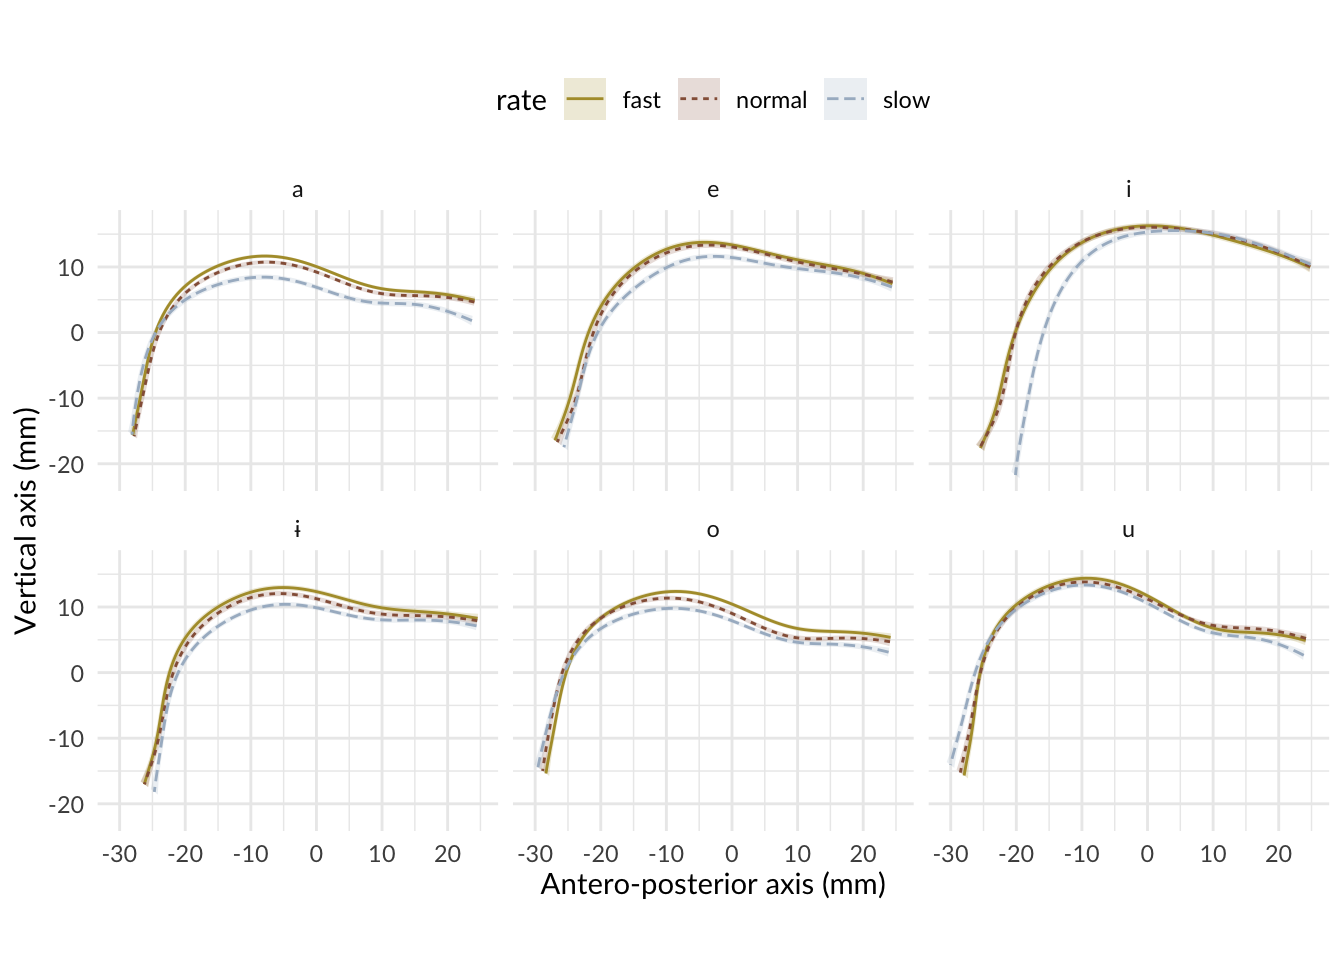 rate fast normal slow
a e i
10
0
-10
-20
ɨ o u
10
0
-10
-20
-30 -20 -10 0 10 20 -30 -20 -10 0 10 20 -30 -20 -10 0 10 20
Antero-posterior axis (mm)
Vertical axis (mm)